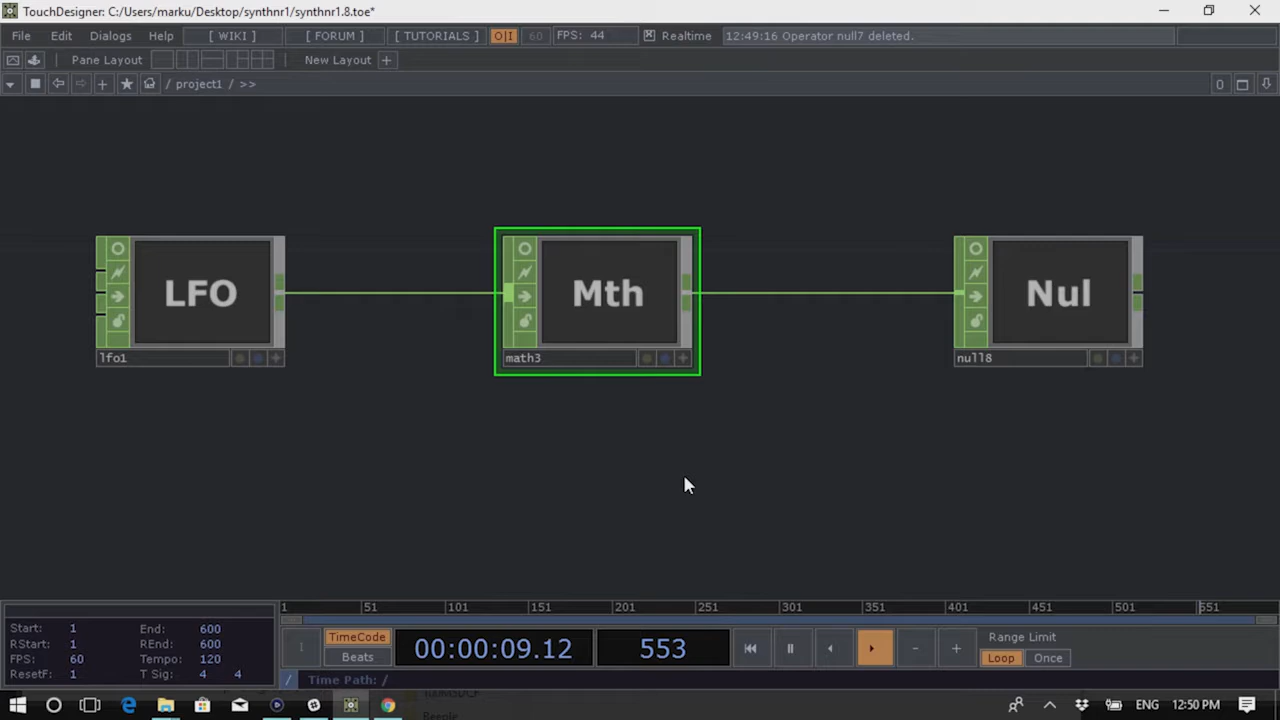 TouchDesigner: C:/Users/marku/Desktop/synthnr1/synthnr1.8.toe*
File Edit Dialogs Help [ WIKI ] [ FORUM ] [ TUTORIALS ] O|I 60 FPS: 44 Realtime 12:49:16 Operator null7 deleted.
Pane Layout New Layout +
/ project1 / >> 0
LFO Mth Nul
lfo1 math3 null8
1 51 101 151 201 251 301 351 401 451 501 551
Start: 1 End: 600
RStart: 1 REnd: 600
FPS: 60 Tempo: 120
ResetF: 1 T Sig: 4 4
TimeCode
Beats
00:00:09.12 553
Range Limit
Loop Once
/ Time Path: /
ENG 12:50 PM